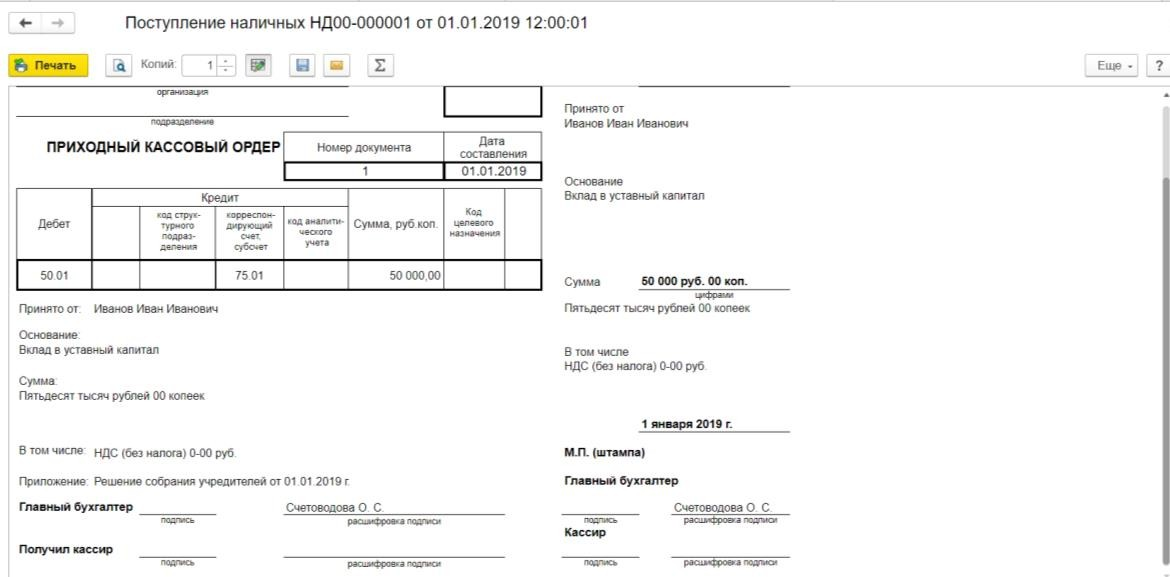 Поступление наличных НД00-000001 от 01.01.2019 12:00:01
Печать
Копий: 1
Σ
Еще
?
организация
подразделение
ПРИХОДНЫЙ КАССОВЫЙ ОРДЕР
Номер документа
Дата составления
1
01.01.2019
Дебет
Кредит
код струк-
турного
подраз-
деления
корреспон-
дирующий
счет,
субсчет
код аналити-
ческого
учета
Сумма, руб.коп.
Код
целевого
назначения
50.01
75.01
50 000,00
Принято от: Иванов Иван Иванович
Основание:
Вклад в уставный капитал
Сумма:
Пятьдесят тысяч рублей 00 копеек
В том числе: НДС (без налога) 0-00 руб.
Приложение: Решение собрания учредителей от 01.01.2019 г.
Главный бухгалтер
Счетоводова О. С.
подпись
расшифровка подписи
Получил кассир
подпись
расшифровка подписи
Принято от
Иванов Иван Иванович
Основание
Вклад в уставный капитал
Сумма 50 000 руб. 00 коп.
цифрами
Пятьдесят тысяч рублей 00 копеек
В том числе
НДС (без налога) 0-00 руб.
1 января 2019 г.
М.П. (штампа)
Главный бухгалтер
Счетоводова О. С.
подпись
расшифровка подписи
Кассир
подпись
расшифровка подписи